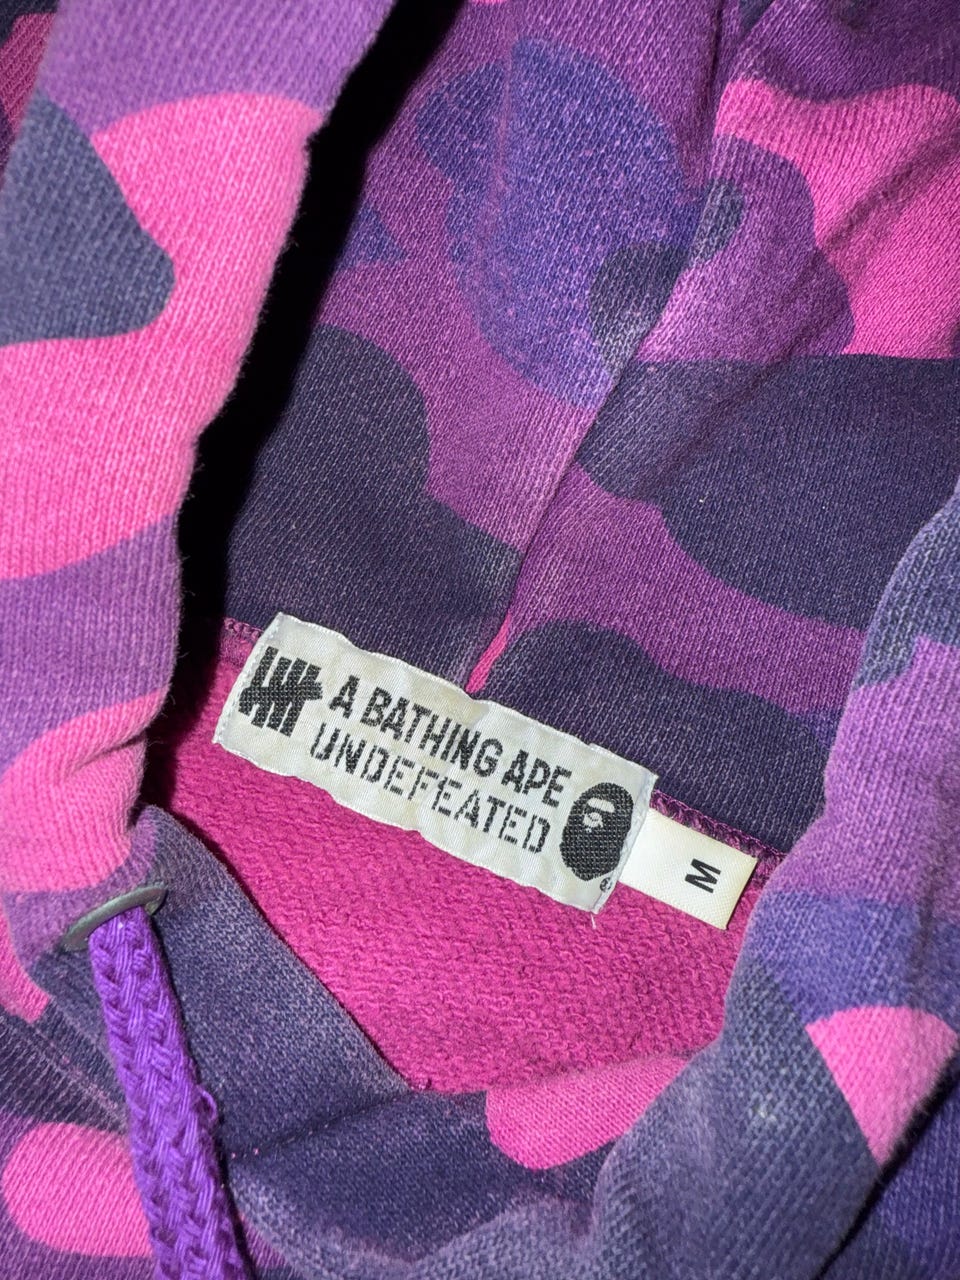 A BATHING APE
UNDEFEATED
®
M